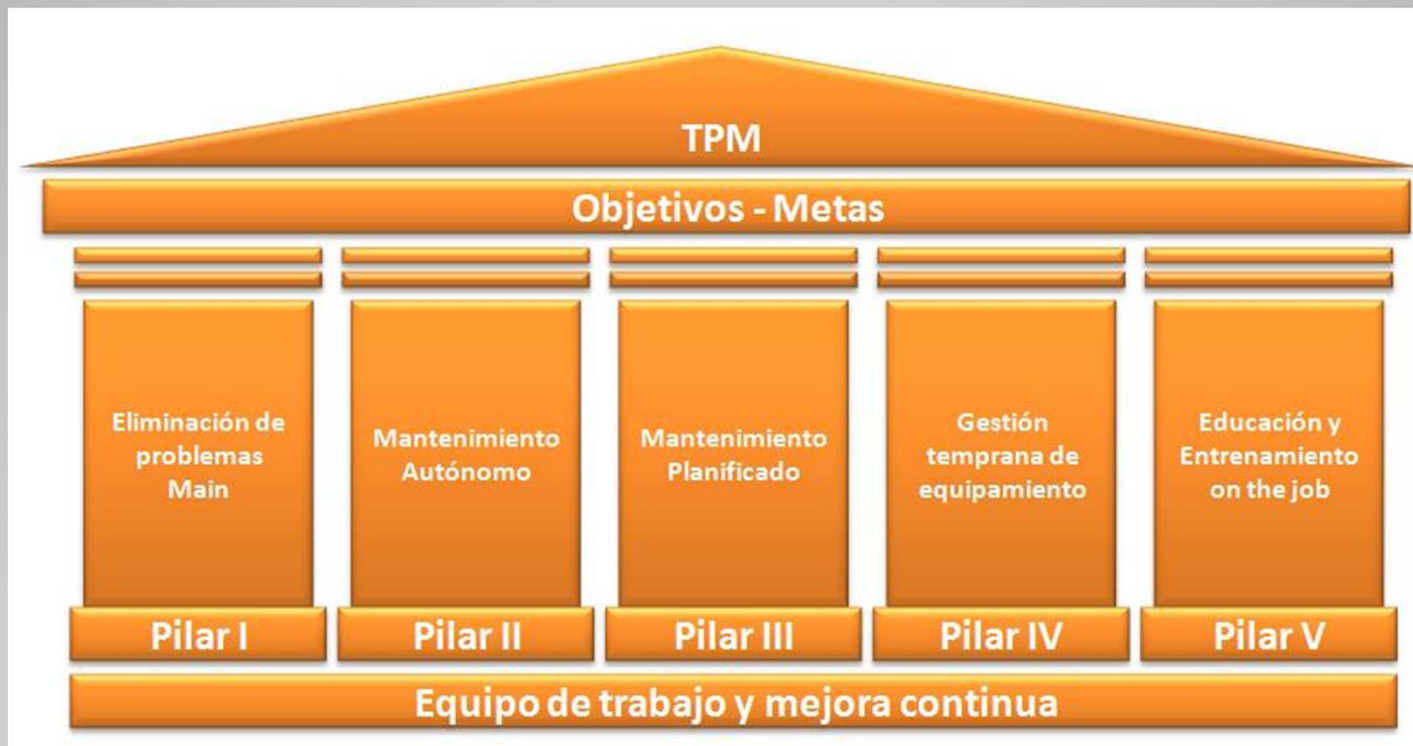 TPM
Objetivos - Metas
Eliminación de
problemas
Main
Mantenimiento
Autónomo
Mantenimiento
Planificado
Gestión
temprana de
equipamiento
Educación y
Entrenamiento
on the job
Pilar I
Pilar II
Pilar III
Pilar IV
Pilar V
Equipo de trabajo y mejora continua